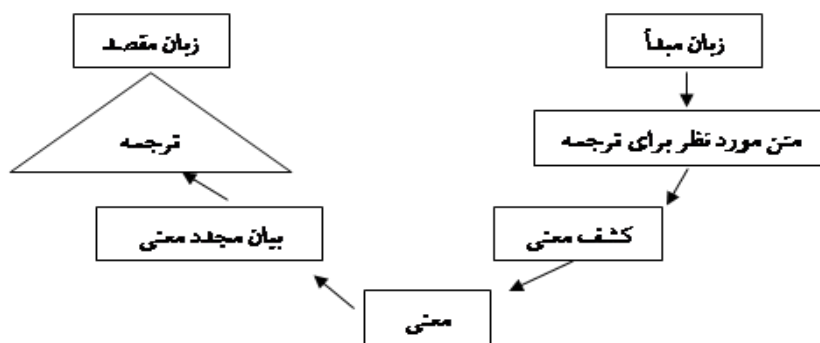 زبان مبدأ
زبان مقصد
متن مورد نظر برای ترجمه
ترجمه
کشف معنی
بیان مجدد معنی
معنی